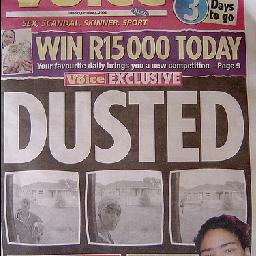 VOICE
3 Days
to go
SEX, SCANDAL, SKINNER, SPORT
WIN R15 000 TODAY
Your favourite daily brings you a new competition - Page 9
Voice EXCLUSIVE
DUSTED